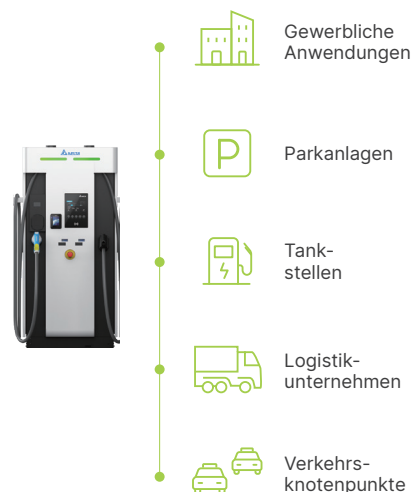 Gewerbliche
Anwendungen
P
Parkanlagen
Tank-
stellen
Logistik-
unternehmen
Verkehrs-
knotenpunkte